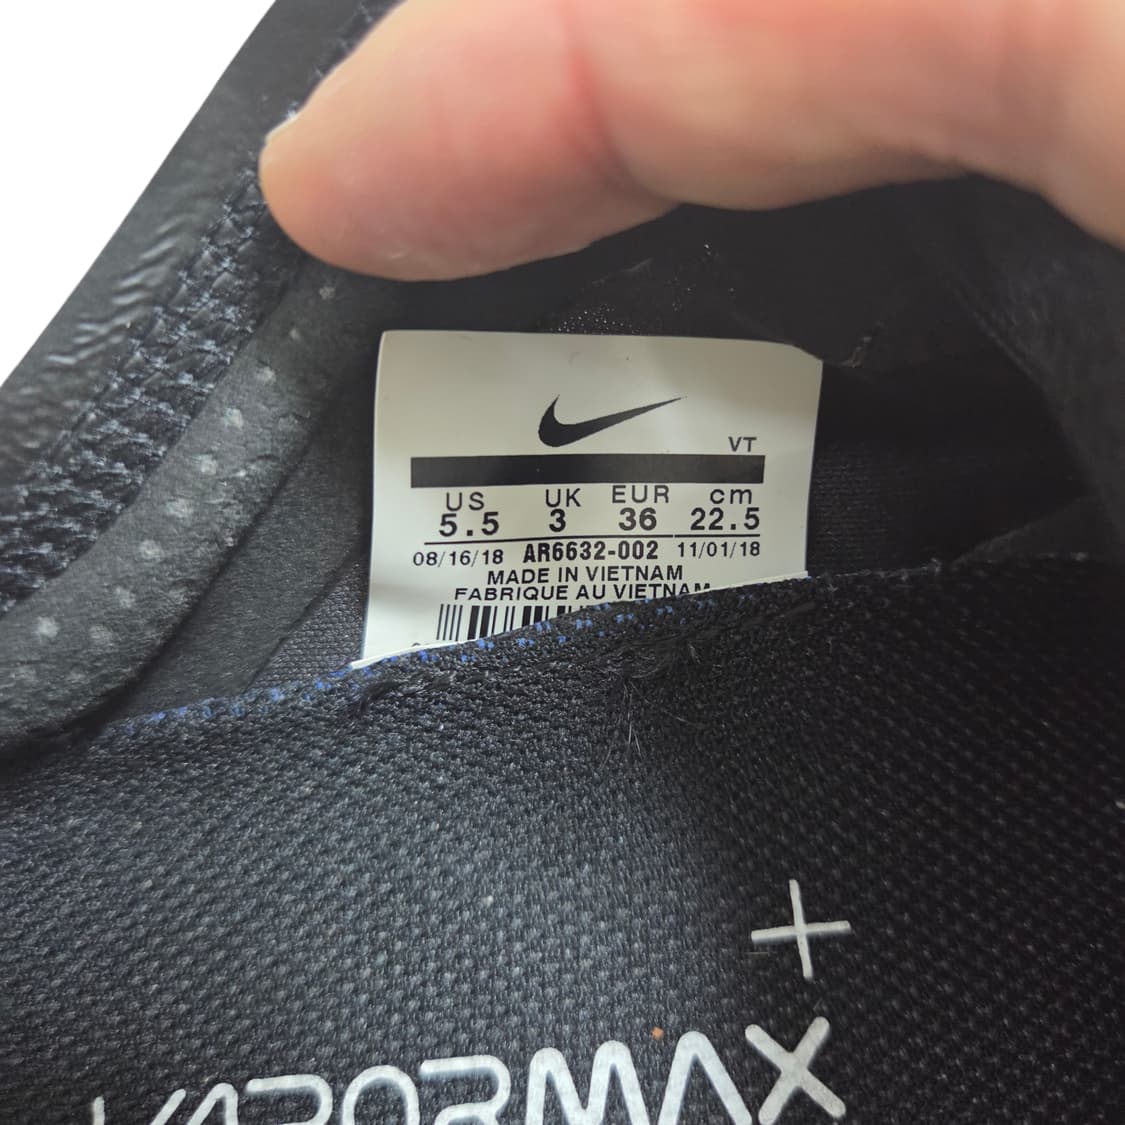 VT
US UK EUR cm
5.5 3 36 22.5
08/16/18 AR6632-002 11/01/18
MADE IN VIETNAM
FABRIQUE AU VIETNAM
+
VAPORMAX